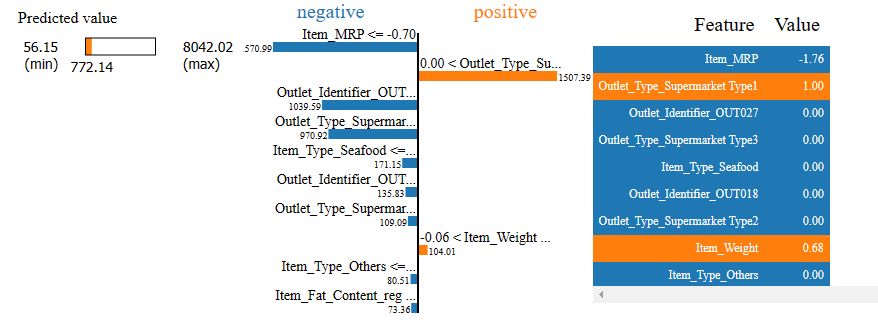 Predicted value
56.15
(min)
772.14
8042.02
(max)
negative
positive
Item_MRP <= -0.70
570.99
0.00 < Outlet_Type_Su...
1507.39
Outlet_Identifier_OUT...
1039.59
Outlet_Type_Supermar...
970.92
Item_Type_Seafood <=...
171.15
Outlet_Identifier_OUT...
135.83
Outlet_Type_Supermar...
109.09
-0.06 < Item_Weight ...
104.01
Item_Type_Others <=...
80.51
Item_Fat_Content_reg ...
73.36
Feature Value
Item_MRP -1.76
Outlet_Type_Supermarket Type1 1.00
Outlet_Identifier_OUT027 0.00
Outlet_Type_Supermarket Type3 0.00
Item_Type_Seafood 0.00
Outlet_Identifier_OUT018 0.00
Outlet_Type_Supermarket Type2 0.00
Item_Weight 0.68
Item_Type_Others 0.00